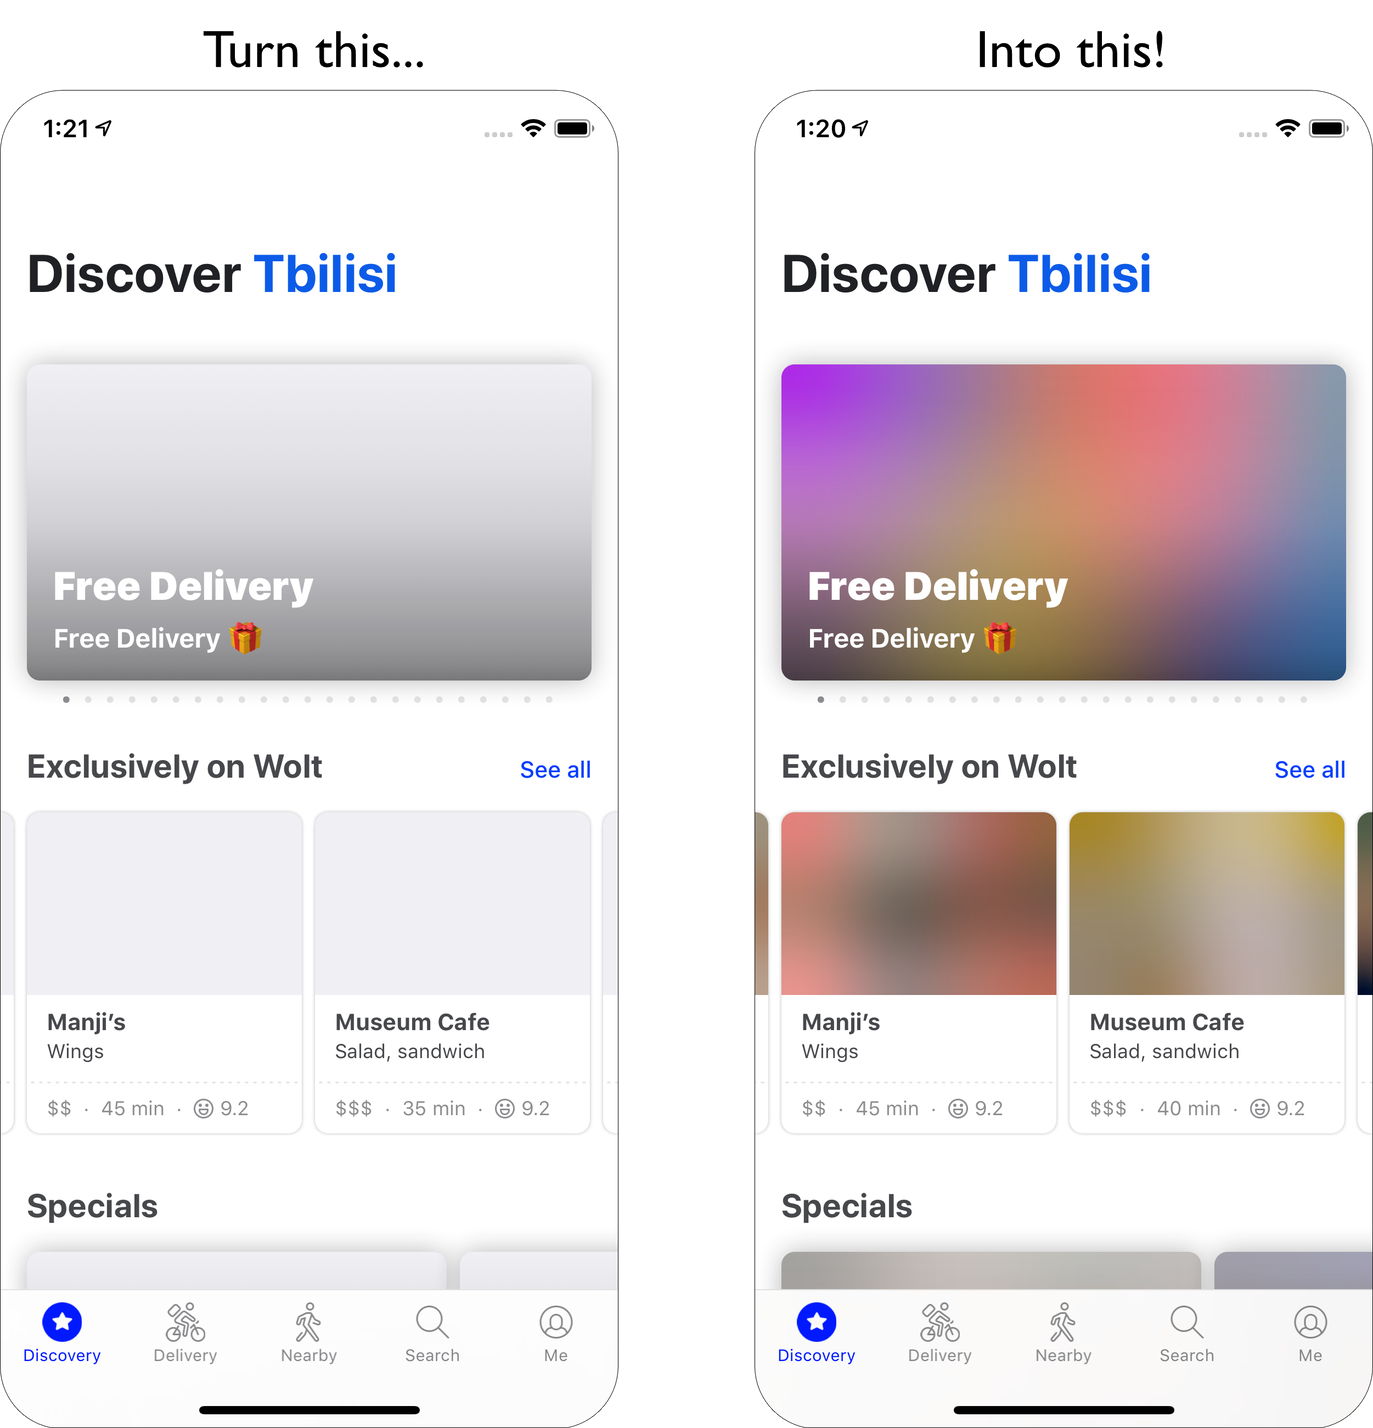 Turn this...
Into this!
1:21
Discover Tbilisi
Free Delivery
Free Delivery 🎁
Exclusively on Wolt
See all
Manji’s
Wings
$$ · 45 min · 9.2
Museum Cafe
Salad, sandwich
$$$ · 35 min · 9.2
Specials
Discovery
Delivery
Nearby
Search
Me
1:20
Discover Tbilisi
Free Delivery
Free Delivery 🎁
Exclusively on Wolt
See all
Manji’s
Wings
$$ · 45 min · 9.2
Museum Cafe
Salad, sandwich
$$$ · 40 min · 9.2
Specials
Discovery
Delivery
Nearby
Search
Me